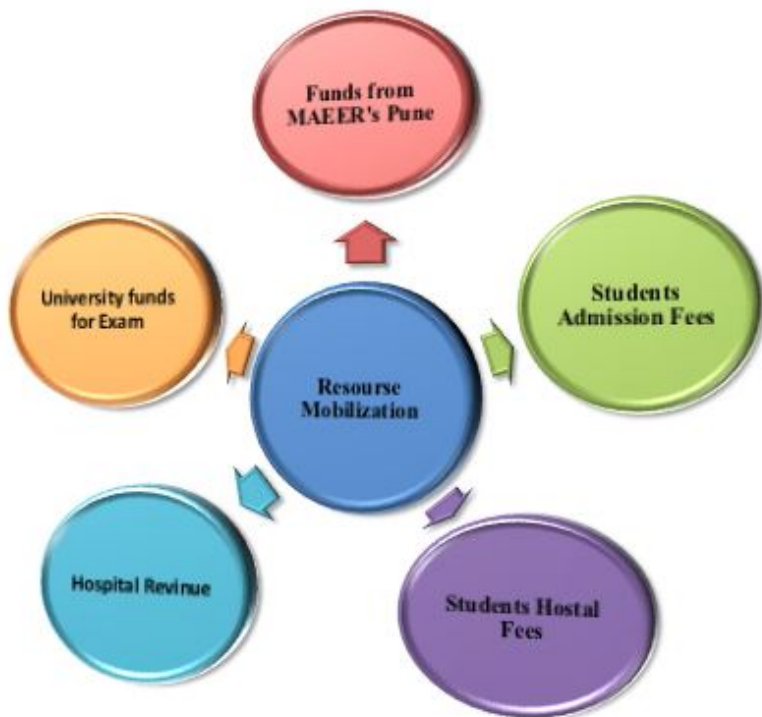 Funds from
MAEER's Pune
University funds
for Exam
Students
Admission Fees
Resourse
Mobilization
Hospital Revinue
Students Hostal
Fees